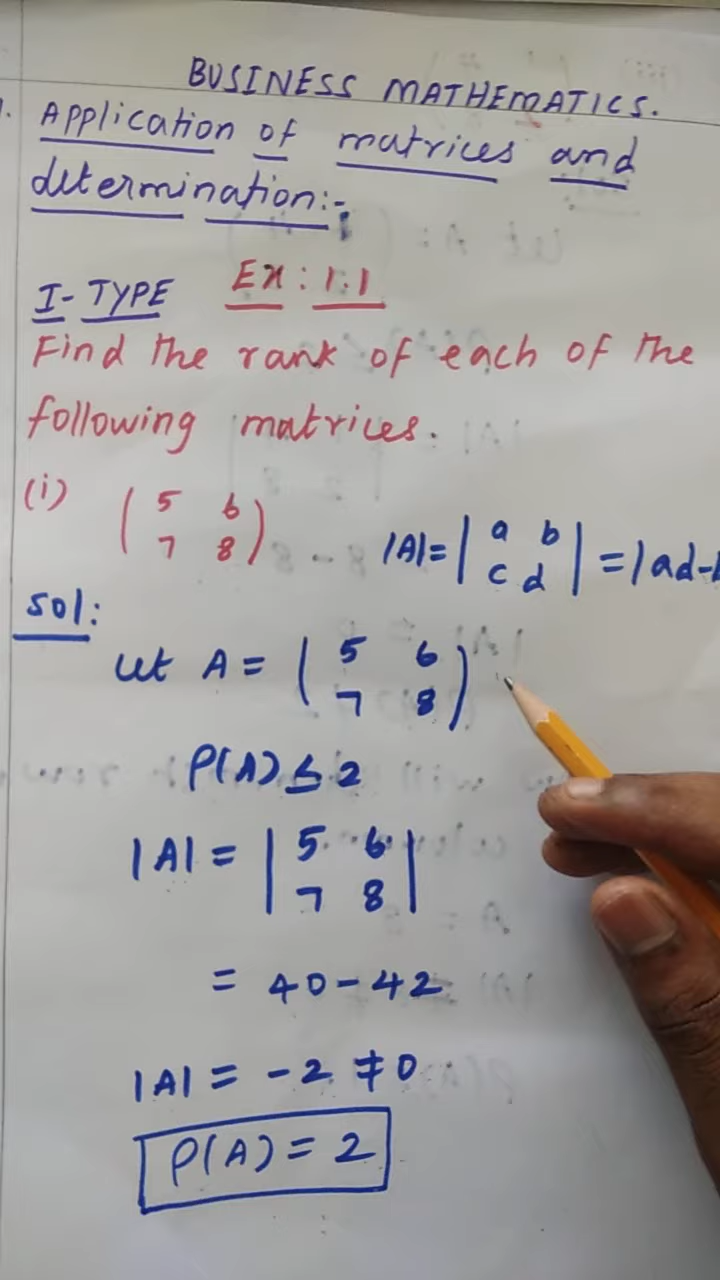 BUSINESS MATHEMATICS.
1. Application of matrices and
determination:-
I-TYPE Ex: 1.1
Find the rank of each of the
following matrices.
(i) ( 5 6
7 8 )
|A|= | a b
c d | = |ad-b
Sol:
Let A = ( 5 6
7 8 )
ρ(A) ≤ 2
|A| = | 5 6
7 8 |
= 40-42
|A| = -2 ≠ 0
ρ(A) = 2